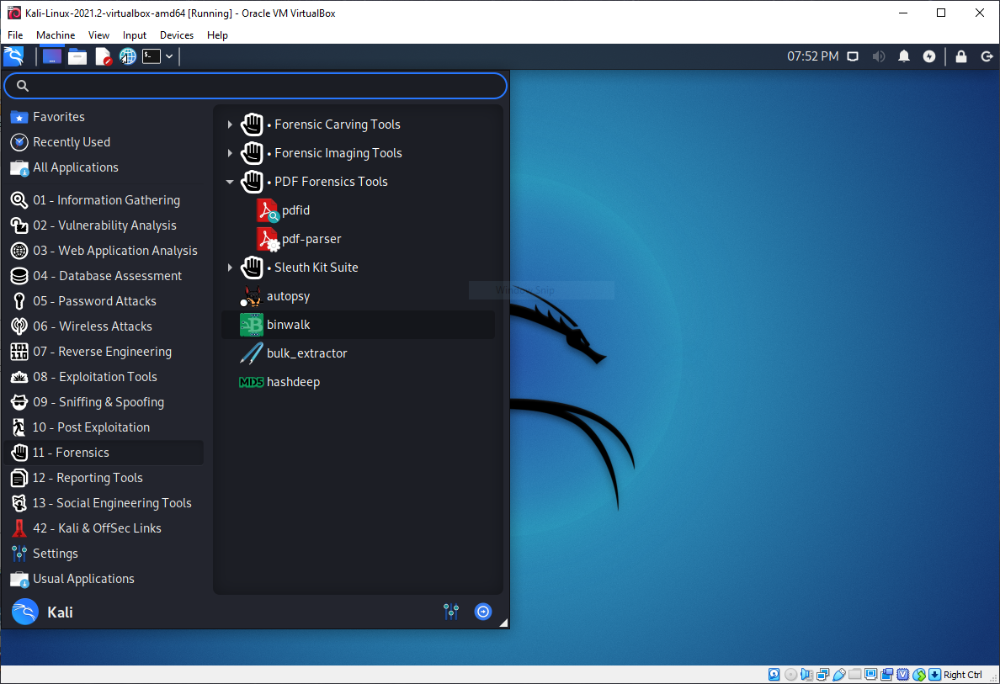 Kali-Linux-2021.2-virtualbox-amd64 [Running] - Oracle VM VirtualBox
File Machine View Input Devices Help
07:52 PM
Favorites
Recently Used
All Applications
01 - Information Gathering
02 - Vulnerability Analysis
03 - Web Application Analysis
04 - Database Assessment
05 - Password Attacks
06 - Wireless Attacks
07 - Reverse Engineering
08 - Exploitation Tools
09 - Sniffing & Spoofing
10 - Post Exploitation
11 - Forensics
12 - Reporting Tools
13 - Social Engineering Tools
42 - Kali & OffSec Links
Settings
Usual Applications
• Forensic Carving Tools
• Forensic Imaging Tools
• PDF Forensics Tools
pdfid
pdf-parser
• Sleuth Kit Suite
autopsy
binwalk
bulk_extractor
MD5 hashdeep
Window Snip
Kali
Right Ctrl